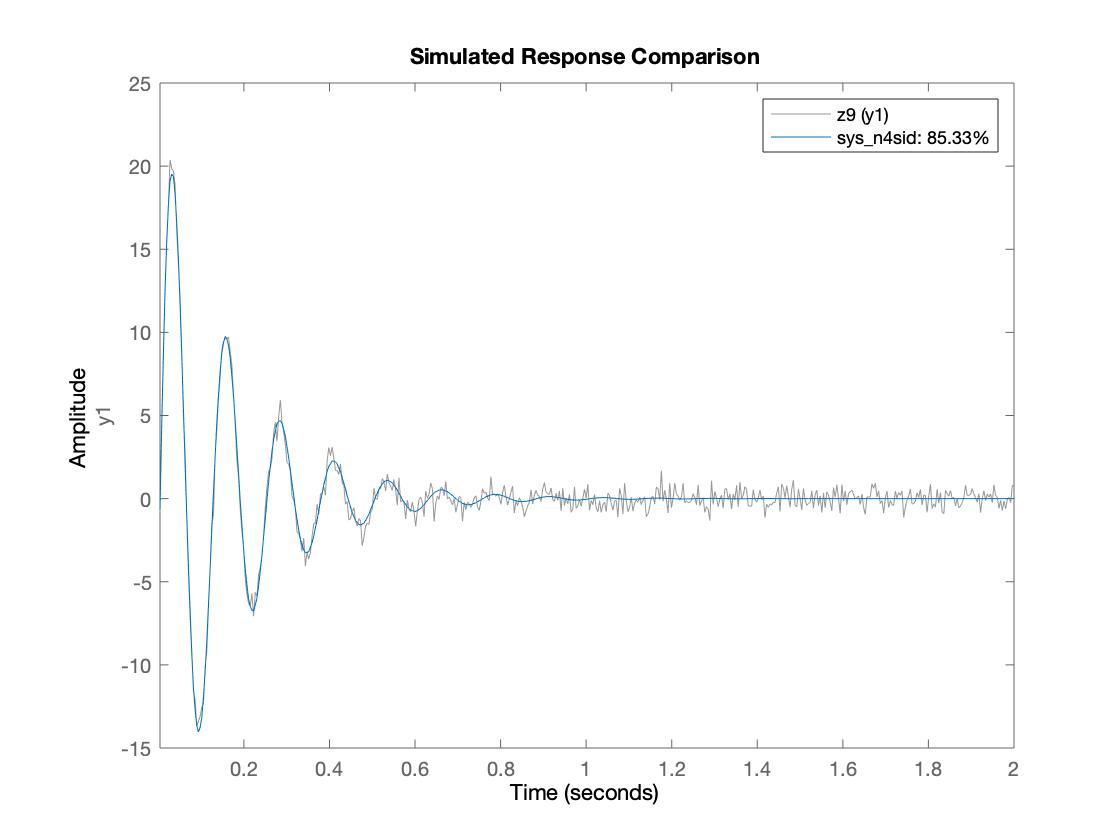 Simulated Response Comparison
z9 (y1)
sys_n4sid: 85.33%
25
20
15
10
5
0
-5
-10
-15
Amplitude
y1
0.2 0.4 0.6 0.8 1 1.2 1.4 1.6 1.8 2
Time (seconds)